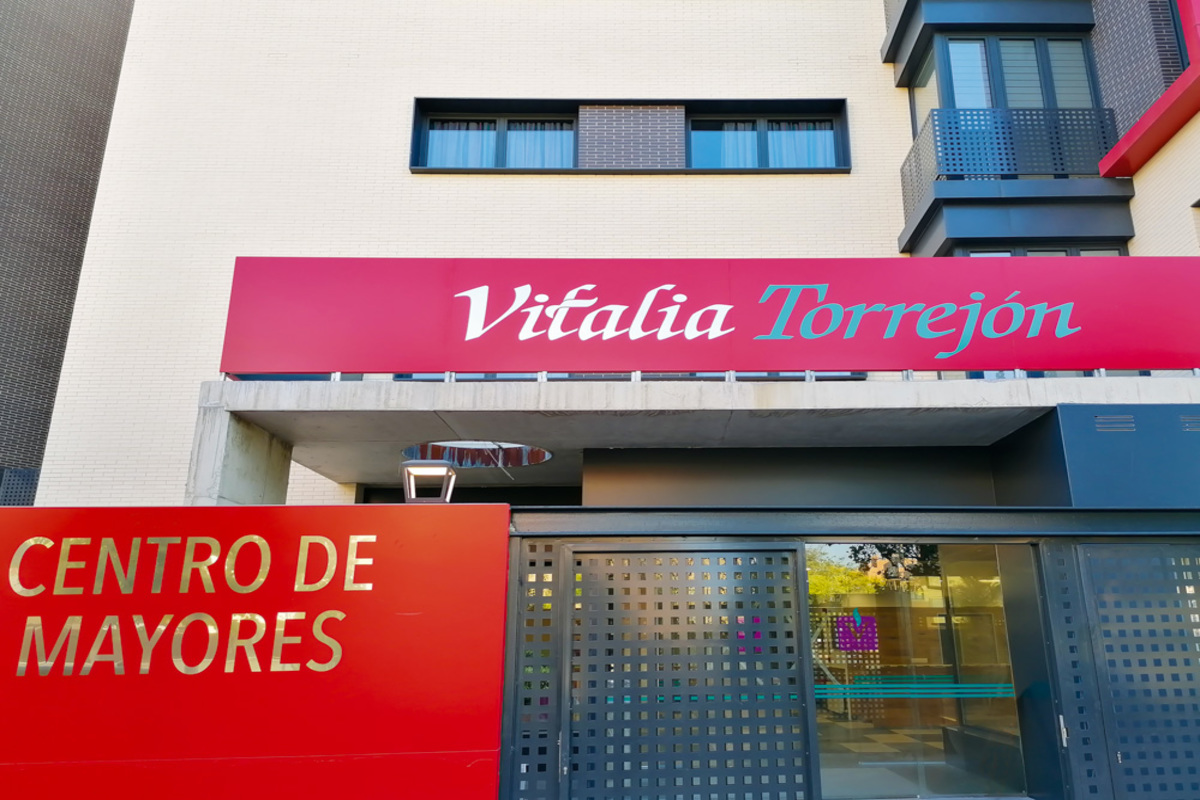 Vitalia Torrejón
CENTRO DE
MAYORES